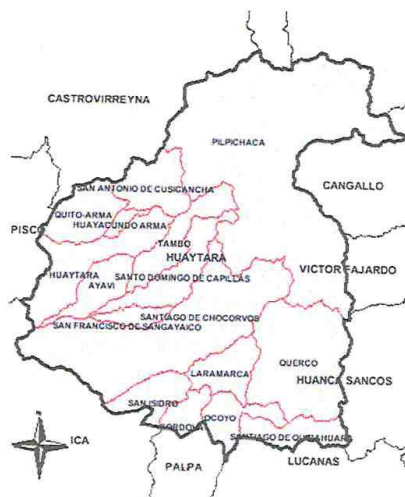 CASTROVIRREYNA
PILPICHACA
CANGALLO
SAN ANTONIO DE CUSICANCHA
QUITO-ARMA
PISCO
HUAYACUNDO ARMA
TAMBO
HUAYTARA
VICTOR FAJARDO
HUAYTARA
SANTO DOMINGO DE CAPILLAS
AYAVI
SANTIAGO DE CHOCORVOS
SAN FRANCISCO DE SANGAYAICO
QUERCO
LARAMARCA
HUANCA SANCOS
SAN ISIDRO
OCOYO
CORDOVA
SANTIAGO DE
ICA
LUCANAS
PALPA